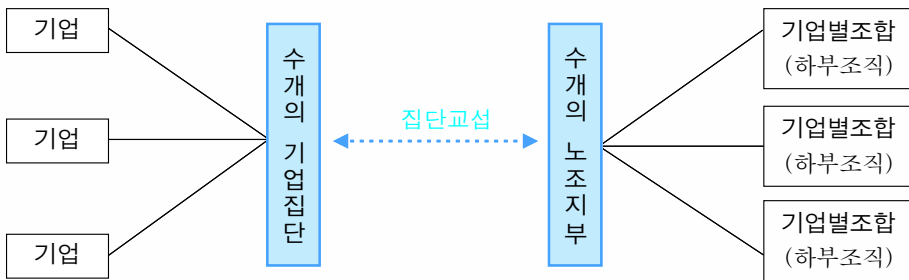 기업
기업
기업
수개의 기업집단
집단교섭
수개의 노조지부
기업별조합
(하부조직)
기업별조합
(하부조직)
기업별조합
(하부조직)